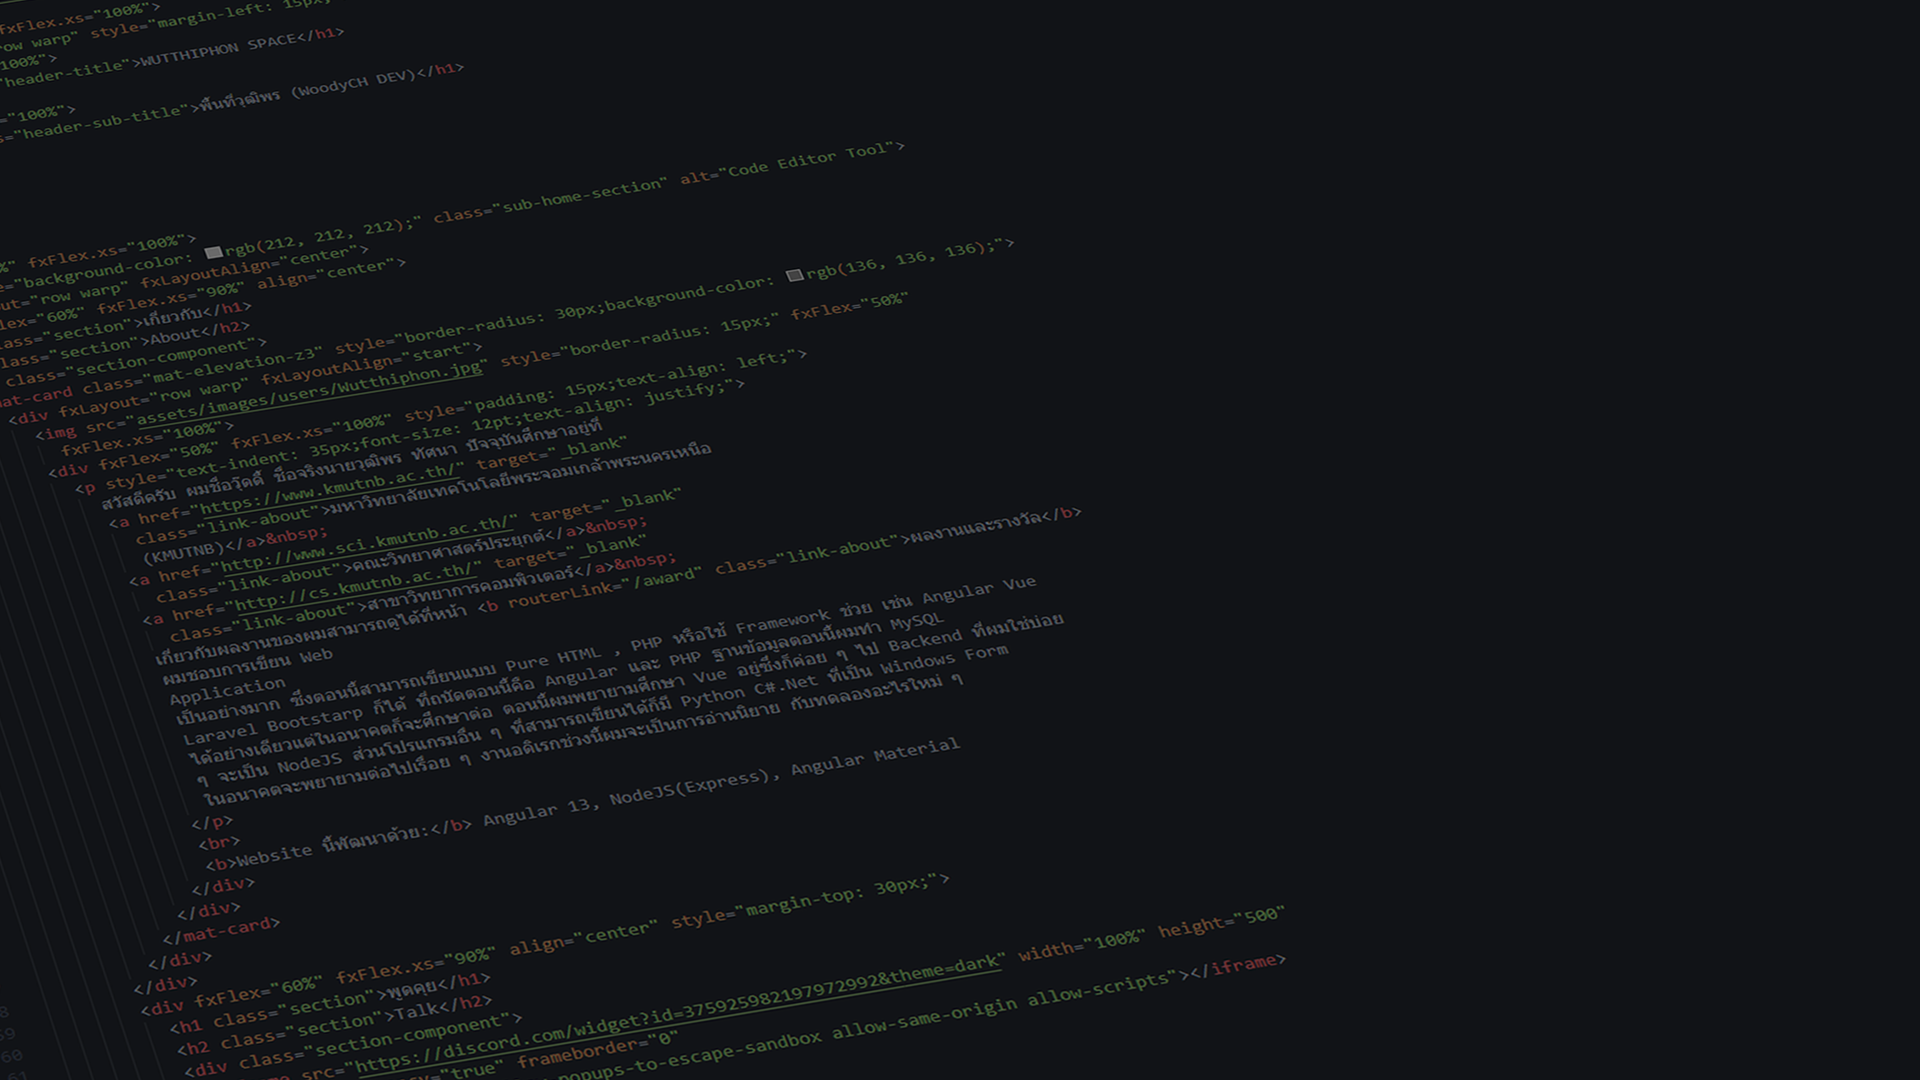 fxFlex.xs="100%">
row warp" style="margin-left: 15px;
100%">
"header-title">WUTTHIPHON SPACE</h1>
="100%">
s="header-sub-title">พื้นที่วุฒิพร (WoodyCH DEV)</h1>
%" fxFlex.xs="100%">
e="background-color: rgb(212, 212, 212);" class="sub-home-section" alt="Code Editor Tool">
out="row warp" fxLayoutAlign="center">
lex="60%" fxFlex.xs="90%" align="center">
lass="section">เกี่ยวกับ</h1>
lass="section">About</h2>
class="section-component">
mat-card class="mat-elevation-z3" style="border-radius: 30px;background-color: rgb(136, 136, 136);">
<div fxLayout="row warp" fxLayoutAlign="start">
<img src="assets/images/users/Wutthiphon.jpg" style="border-radius: 15px;" fxFlex="50%"
fxFlex.xs="100%">
<div fxFlex="50%" fxFlex.xs="100%" style="padding: 15px;text-align: left;">
<p style="text-indent: 35px;font-size: 12pt;text-align: justify;">
สวัสดีครับ ผมชื่อวุ๊ดดี้ ชื่อจริงนายวุฒิพร ทัศนา ปัจจุบันศึกษาอยู่ที่
<a href="https://www.kmutnb.ac.th/" target="_blank"
class="link-about">มหาวิทยาลัยเทคโนโลยีพระจอมเกล้าพระนครเหนือ
(KMUTNB)</a>&nbsp;
<a href="http://www.sci.kmutnb.ac.th/" target="_blank"
class="link-about">คณะวิทยาศาสตร์ประยุกต์</a>&nbsp;
<a href="http://cs.kmutnb.ac.th/" target="_blank"
class="link-about">สาขาวิทยาการคอมพิวเตอร์</a>&nbsp;
เกี่ยวกับผลงานของผมสามารถดูได้ที่หน้า <b routerLink="/award" class="link-about">ผลงานและรางวัล</b>
ผมชอบการเขียน Web
Application
เป็นอย่างมาก ซึ่งตอนนี้สามารถเขียนแบบ Pure HTML , PHP หรือใช้ Framework ช่วย เช่น Angular Vue
Laravel Bootstarp ก็ได้ ที่ถนัดตอนนี้คือ Angular และ PHP ฐานข้อมูลตอนนี้ผมทำ MySQL
ได้อย่างเดียวแต่ในอนาคตก็จะศึกษาต่อ ตอนนี้ผมพยายามศึกษา Vue อยู่ซึ่งก็ค่อย ๆ ไป Backend ที่ผมใช้บ่อย
ๆ จะเป็น NodeJS ส่วนโปรแกรมอื่น ๆ ที่สามารถเขียนได้ก็มี Python C#.Net ที่เป็น Windows Form
ในอนาคตจะพยายามต่อไปเรื่อย ๆ งานอดิเรกช่วงนี้ผมจะเป็นการอ่านนิยาย กับทดลองอะไรใหม่ ๆ
</p>
<br>
<b>Website นี้พัฒนาด้วย:</b> Angular 13, NodeJS(Express), Angular Material
</div>
</div>
</mat-card>
</div>
</div>
<div fxFlex="60%" fxFlex.xs="90%" align="center" style="margin-top: 30px;">
<h1 class="section">พูดคุย</h1>
<h2 class="section">Talk</h2>
<div class="section-component">
src="https://discord.com/widget?id=375925982197972992&theme=dark" width="100%" height="500"
"true" frameborder="0"
popups-to-escape-sandbox allow-same-origin allow-scripts"></iframe>